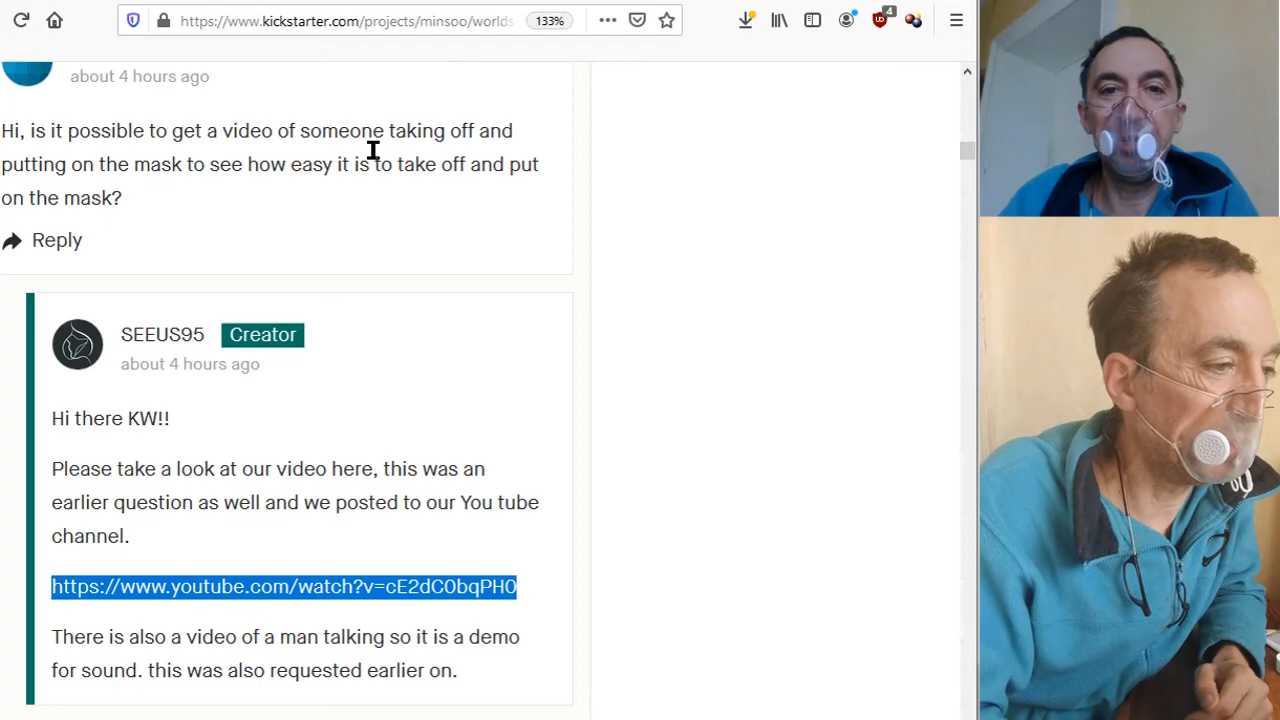 https://www.kickstarter.com/projects/minsoo/worlds
133%
4
about 4 hours ago
Hi, is it possible to get a video of someone taking off and
putting on the mask to see how easy it is to take off and put
on the mask?
Reply
SEEUS95 Creator
about 4 hours ago
Hi there KW!!
Please take a look at our video here, this was an
earlier question as well and we posted to our You tube
channel.
https://www.youtube.com/watch?v=cE2dC0bqPH0
There is also a video of a man talking so it is a demo
for sound. this was also requested earlier on.